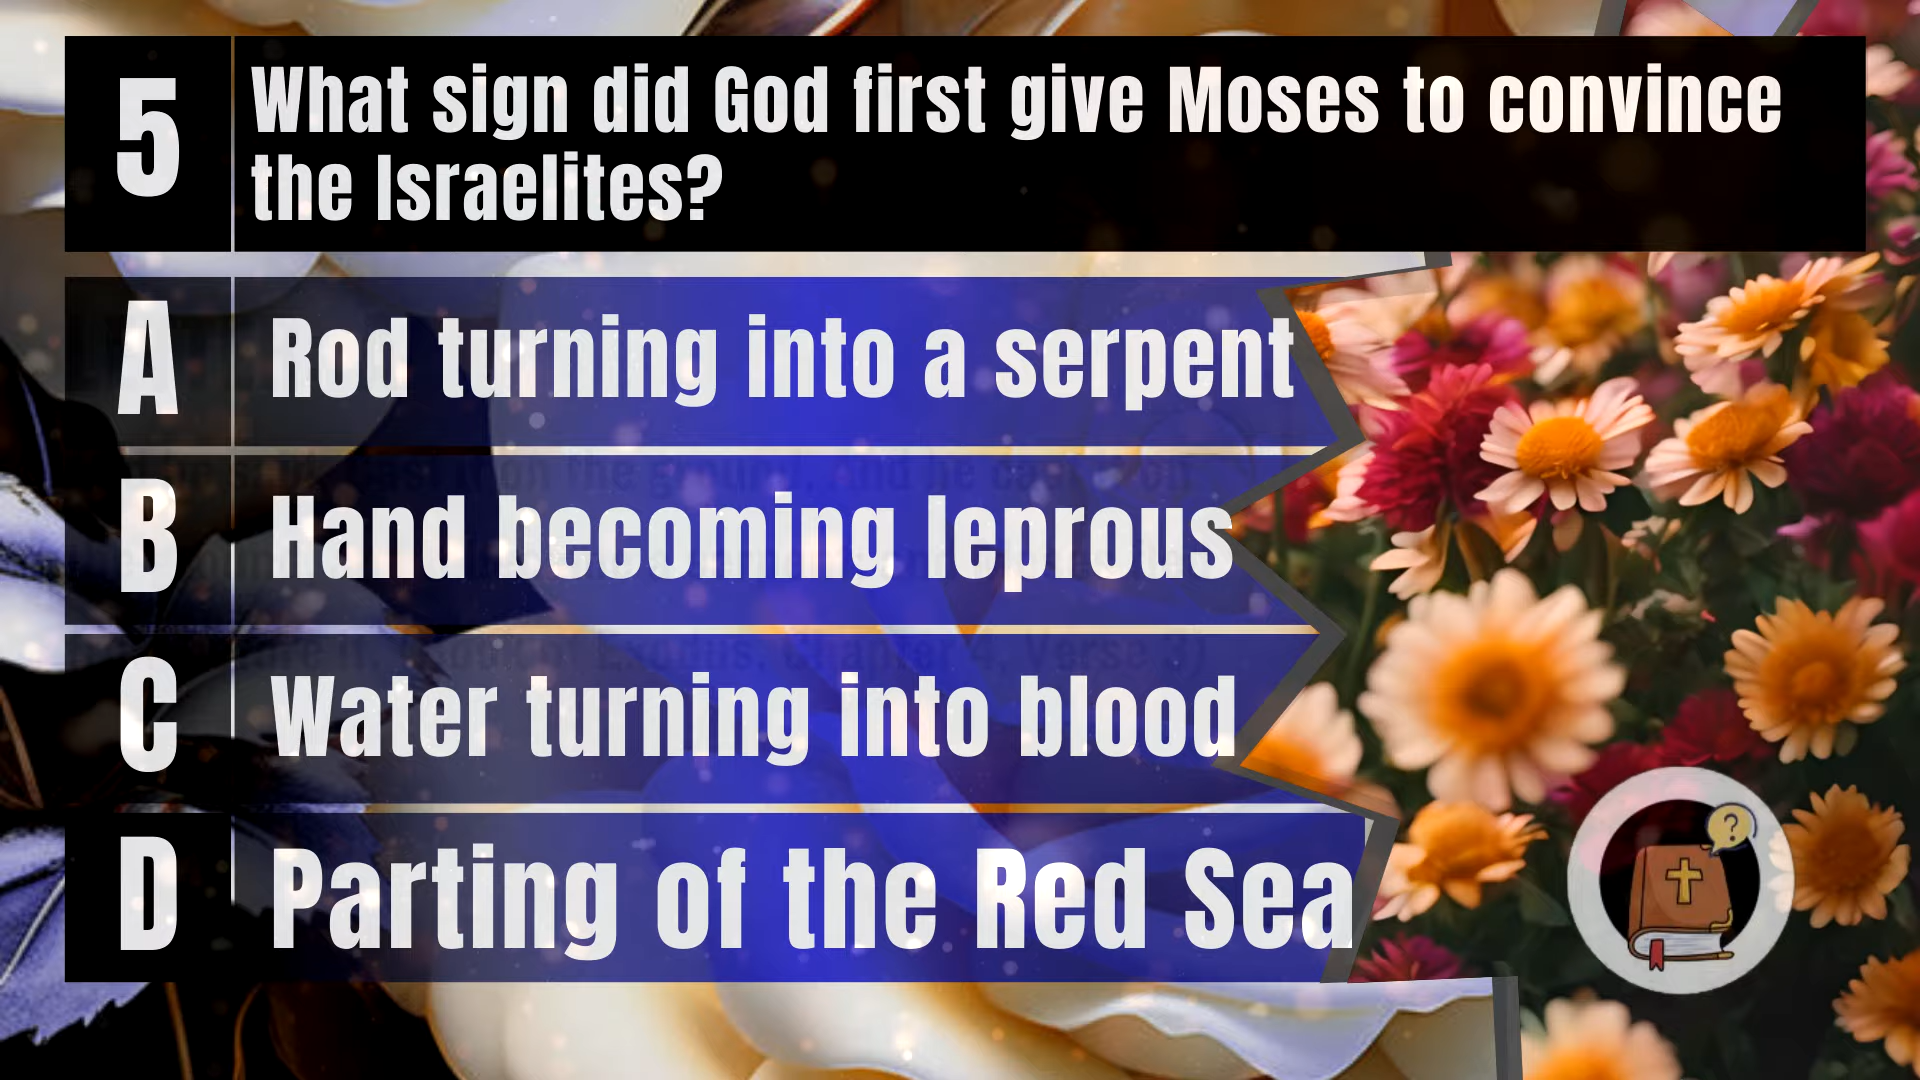 5
What sign did God first give Moses to convince
the Israelites?
A
Rod turning into a serpent
B
Hand becoming leprous
C
Water turning into blood
D
Parting of the Red Sea
?